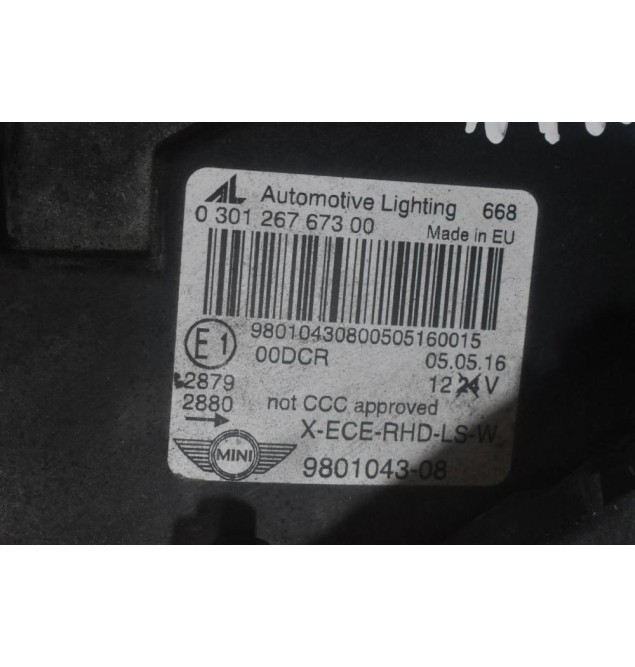 AL Automotive Lighting 668
0 301 267 673 00 Made in EU
98010430800505160015
E1 00DCR 05.05.16
2879 12 24 V
2880 not CCC approved
X-ECE-RHD-LS-W
MINI 9801043-08